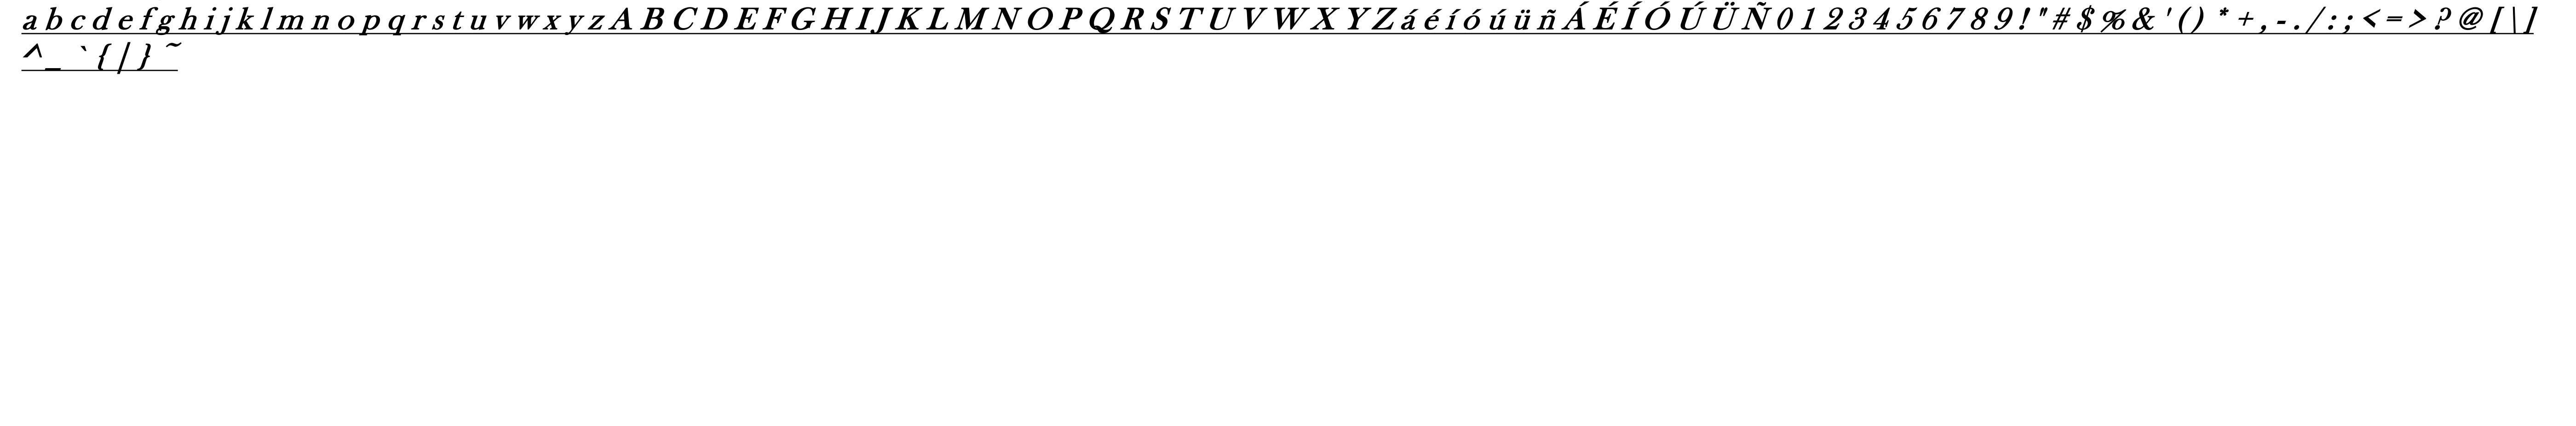 a b c d e f g h i j k l m n o p q r s t u v w x y z A B C D E F G H I J K L M N O P Q R S T U V W X Y Z á é í ó ú ü ñ Á É Í Ó Ú Ü Ñ 0 1 2 3 4 5 6 7 8 9 ! " # $ % & ' ( ) * + , - . / : ; < = > ? @ [ \ ]
^ _ ` { | } ~